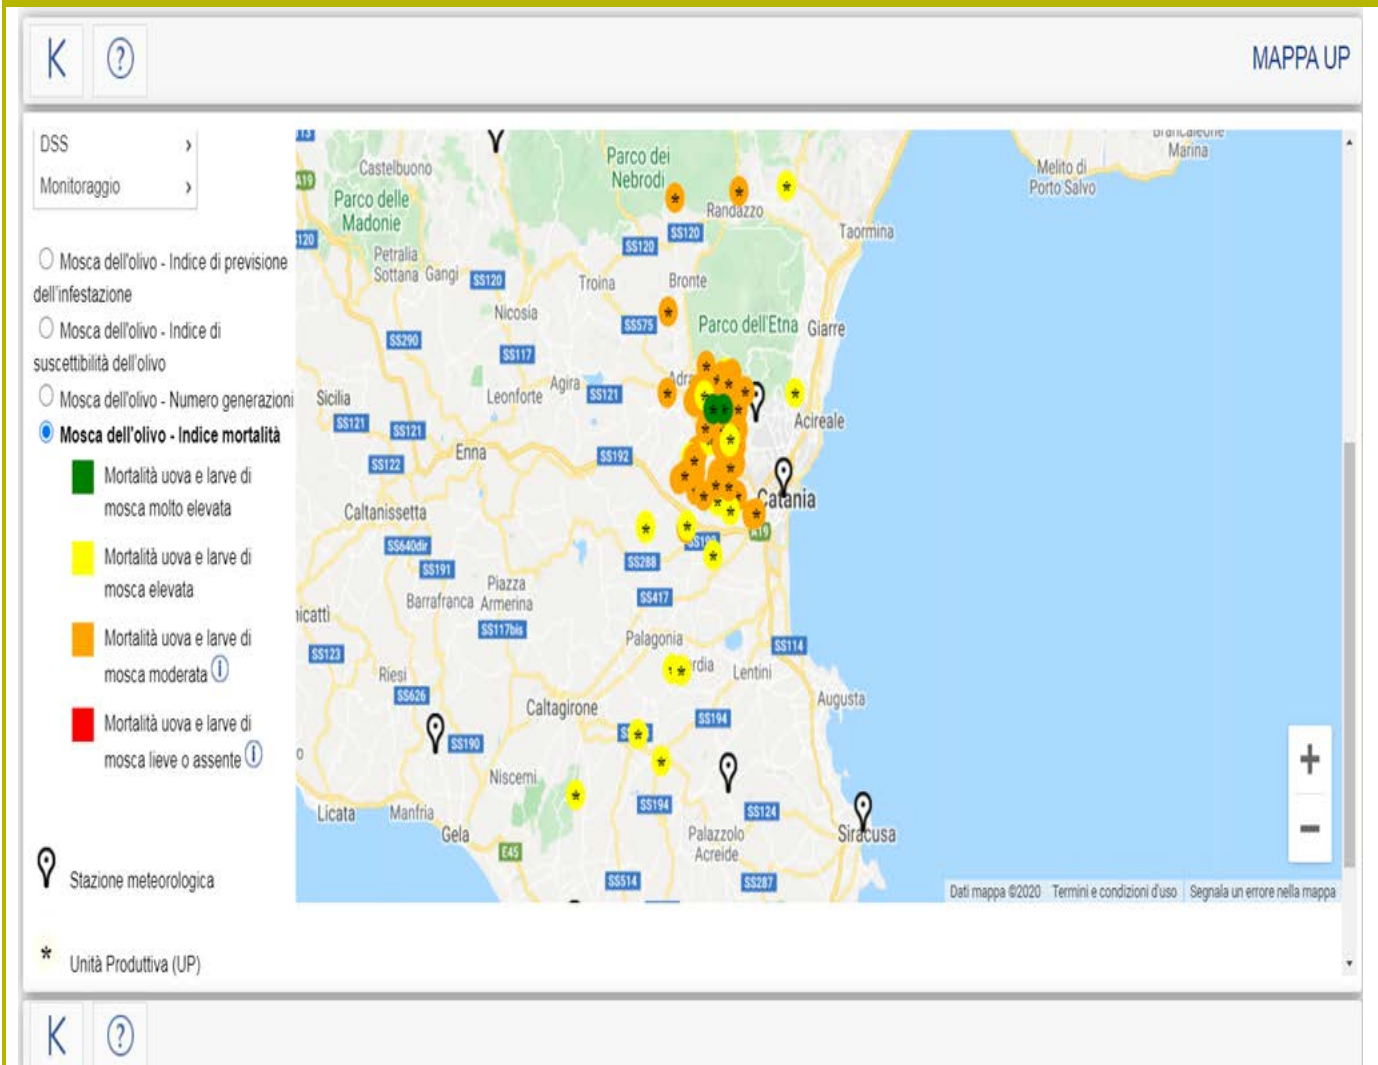 MAPPA UP
DSS
Monitoraggio
Mosca dell'olivo - Indice di previsione
dell'infestazione
Mosca dell'olivo - Indice di
suscettibilità dell'olivo
Mosca dell'olivo - Numero generazioni
Mosca dell'olivo - Indice mortalità
Mortalità uova e larve di
mosca molto elevata
Mortalità uova e larve di
mosca elevata
Mortalità uova e larve di
mosca moderata
Mortalità uova e larve di
mosca lieve o assente
Stazione meteorologica
Unità Produttiva (UP)
Castelbuono
Parco dei
Nebrodi
Brancaleone
Marina
Melito di
Porto Salvo
A19
Parco delle
Madonie
Randazzo
Taormina
SS120
SS120
Petralia
Sottana
Gangi
SS120
Troina
Bronte
Nicosia
SS575
Parco dell'Etna
Giarre
SS290
SS117
Agira
SS121
Sicilia
Leonforte
Acireale
SS121
SS121
Enna
SS192
SS122
Catania
Caltanissetta
A19
SS640dir
SS288
SS191
Piazza
Armerina
Barrafranca
SS417
SS117bis
Palagonia
SS114
SS123
Lentini
Riesi
SS626
Augusta
Caltagirone
SS194
SS190
Niscemi
SS194
SS124
Licata
Manfria
Gela
Palazzolo
Acreide
Siracusa
E45
SS514
SS287
Dati mappa ©2020
Termini e condizioni d'uso
Segnala un errore nella mappa